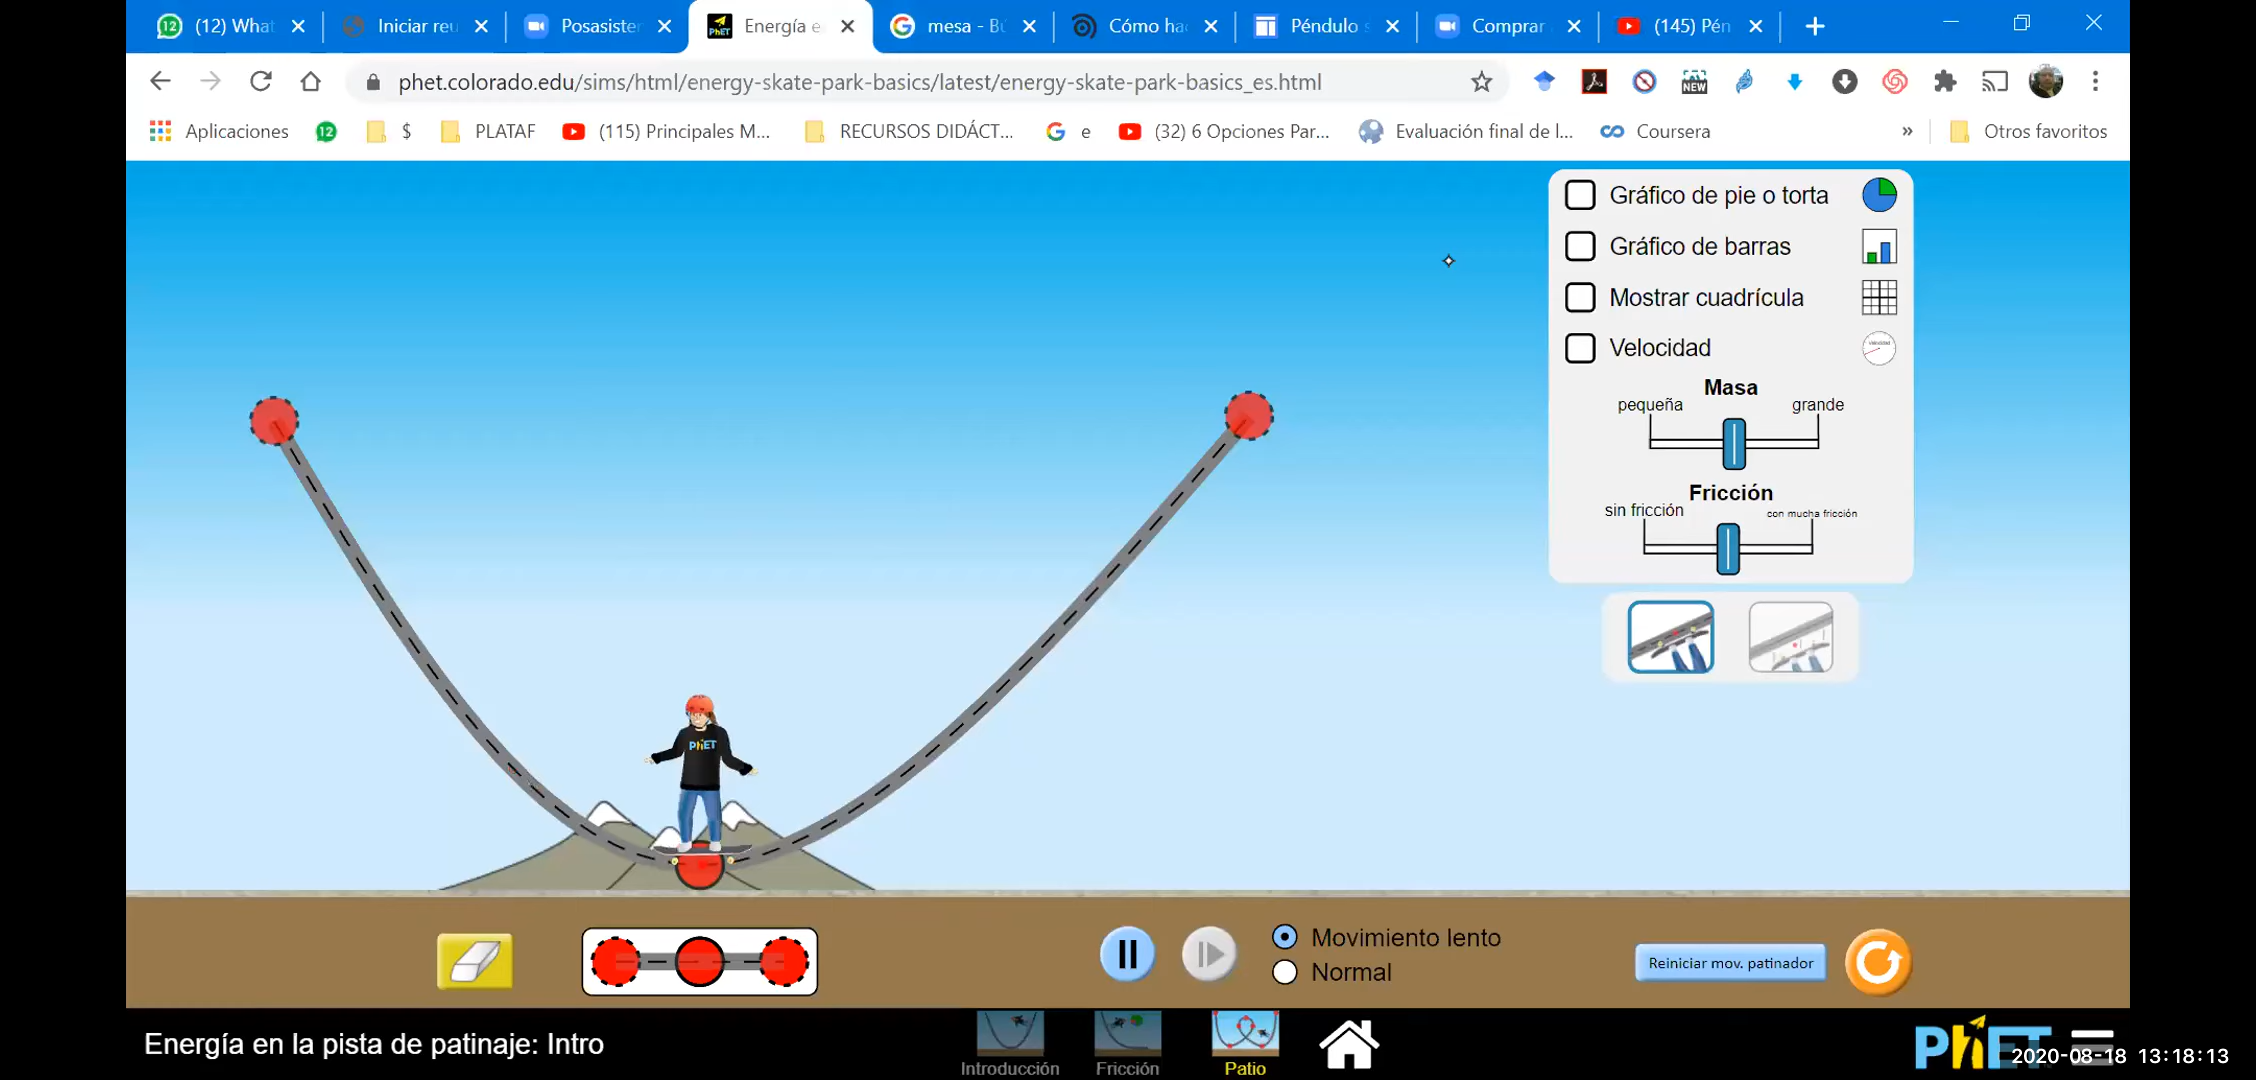 (12) What
Iniciar reu
Posasister
Energía e
mesa - Bú
Cómo ha
Péndulo s
Comprar
(145) Pén
phet.colorado.edu/sims/html/energy-skate-park-basics/latest/energy-skate-park-basics_es.html
NEW
Aplicaciones
12
$
PLATAF
(115) Principales M...
RECURSOS DIDÁCT...
e
(32) 6 Opciones Par...
Evaluación final de l...
Coursera
»
Otros favoritos
Gráfico de pie o torta
Gráfico de barras
Mostrar cuadrícula
Velocidad
Masa
pequeña
grande
Fricción
sin fricción
con mucha fricción
PhET
Movimiento lento
Normal
Reiniciar mov. patinador
Energía en la pista de patinaje: Intro
Introducción
Fricción
Patio
PhET
2020-08-18 13:18:13